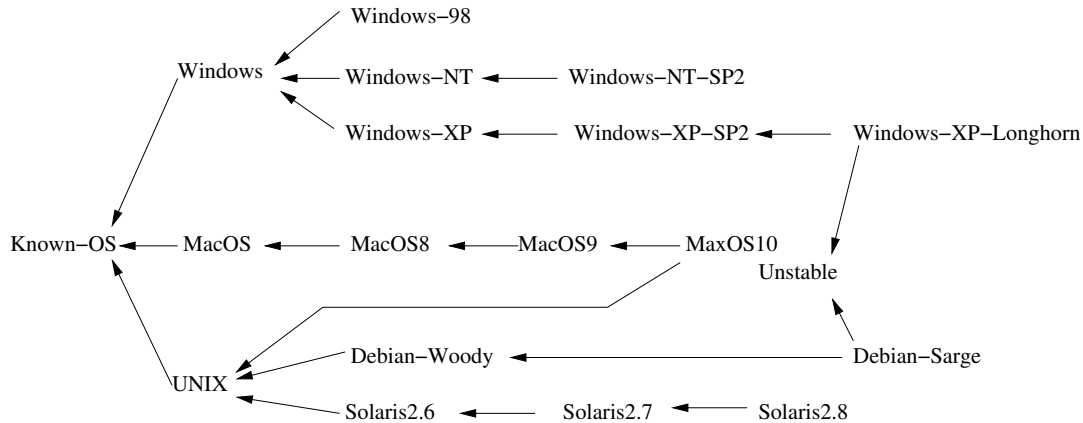 Windows−98
Windows
Windows−NT
Windows−NT−SP2
Windows−XP
Windows−XP−SP2
Windows−XP−Longhorn
Known−OS
MacOS
MacOS8
MacOS9
MaxOS10
Unstable
Debian−Woody
Debian−Sarge
UNIX
Solaris2.6
Solaris2.7
Solaris2.8